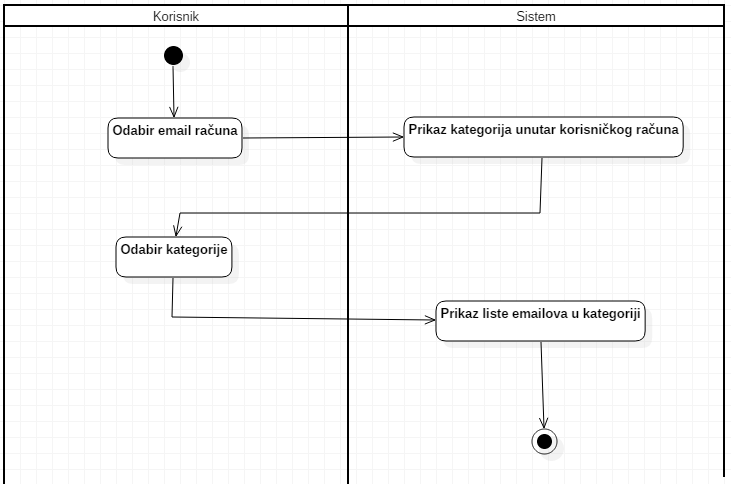 Korisnik
Sistem
Odabir email računa
Prikaz kategorija unutar korisničkog računa
Odabir kategorije
Prikaz liste emailova u kategoriji